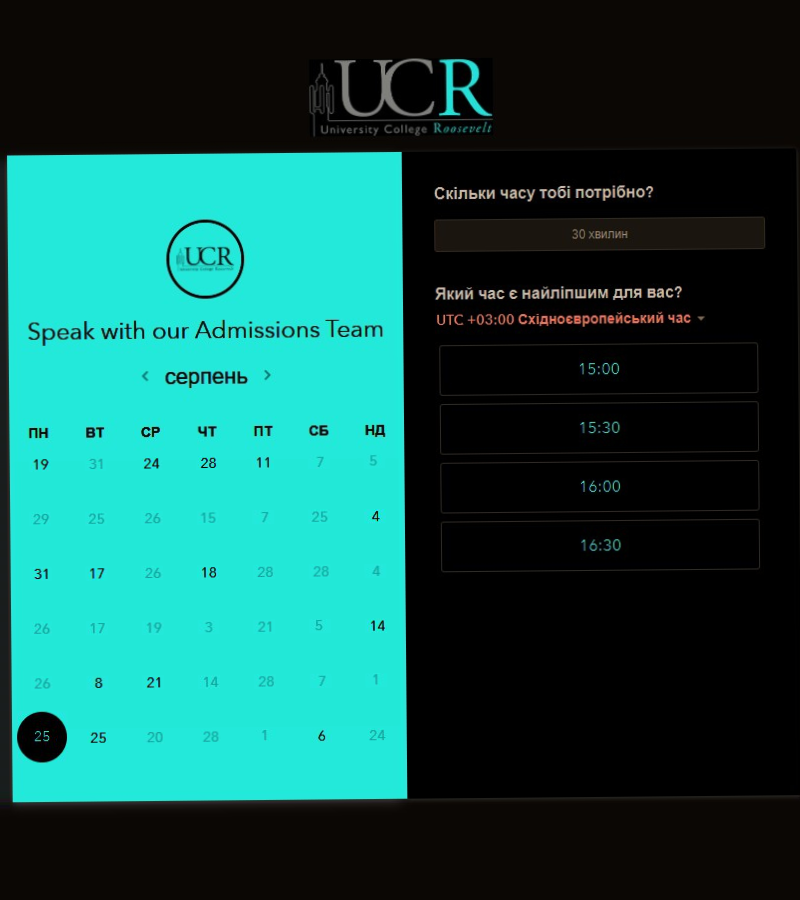 UCR
University College Roosevelt
UCR
Speak with our Admissions Team
серпень
ПН ВТ СР ЧТ ПТ СБ НД
19 31 24 28 11 7 5
29 25 26 15 7 25 4
31 17 26 18 28 28 4
26 17 19 3 21 5 14
26 8 21 14 28 7 1
25 25 20 28 1 6 24
Скільки часу тобі потрібно?
30 хвилин
Який час є найліпшим для вас?
UTC +03:00 Східноєвропейський час
15:00
15:30
16:00
16:30